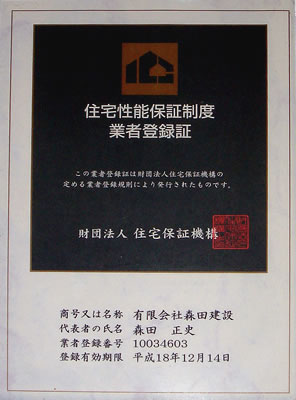 住宅性能保証制度
業者登録証
この業者登録証は財団法人住宅保証機構の
定める業者登録規則により発行されたものです。
財団法人 住宅保証機構
商号又は名称 有限会社森田建設
代表者の氏名 森田 正史
業者登録番号 10034603
登録有効期限 平成18年12月14日